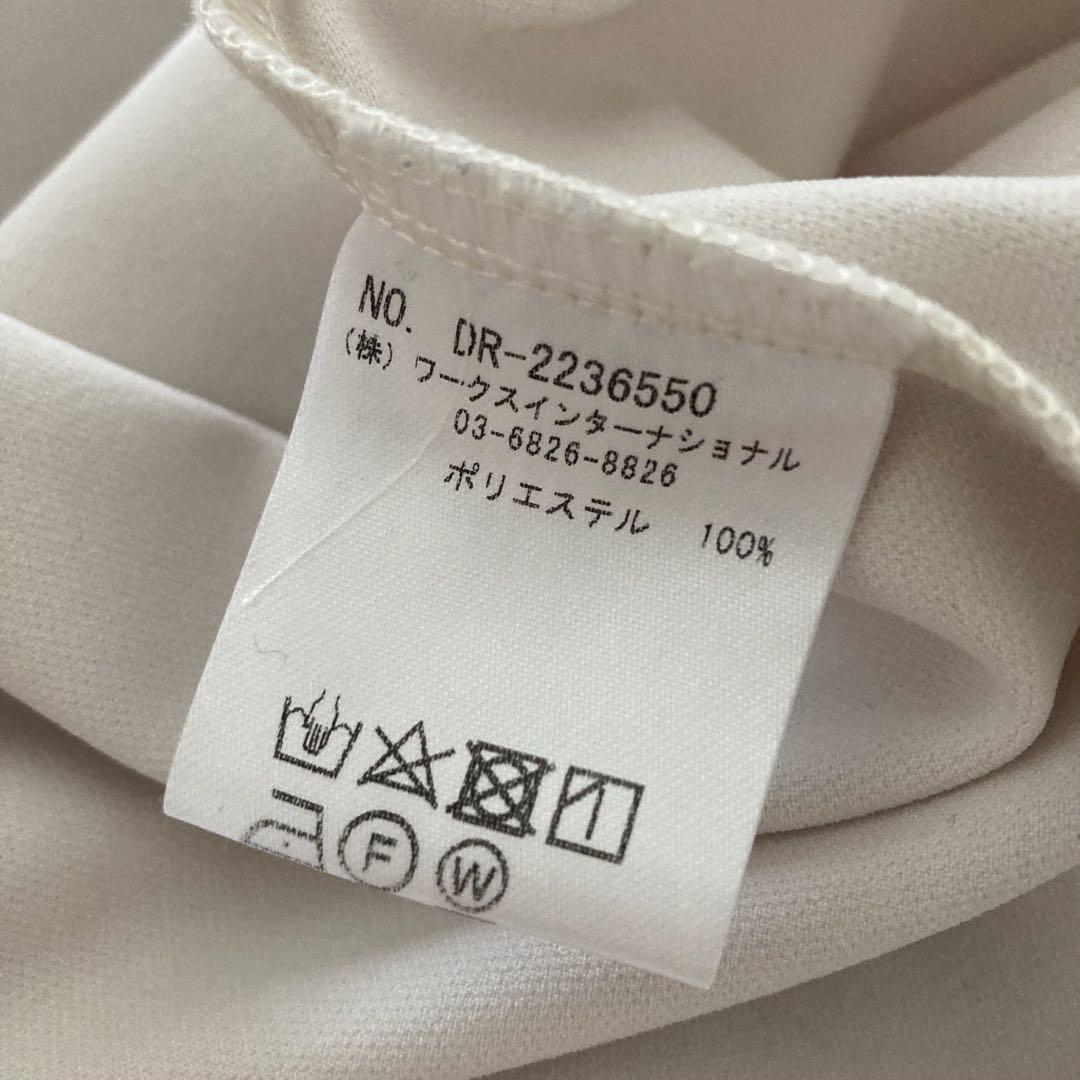 NO. DR-2236550
(株)ワークスインターナショナル
03-6826-8826
ポリエステル 100%
F W